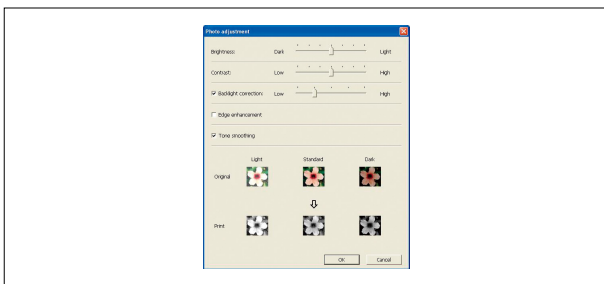 Photo adjustment
Brightness: Dark Light
Contrast: Low High
Backlight correction: Low High
Edge enhancement
Tone smoothing
Light Standard Dark
Original
Print
OK Cancel